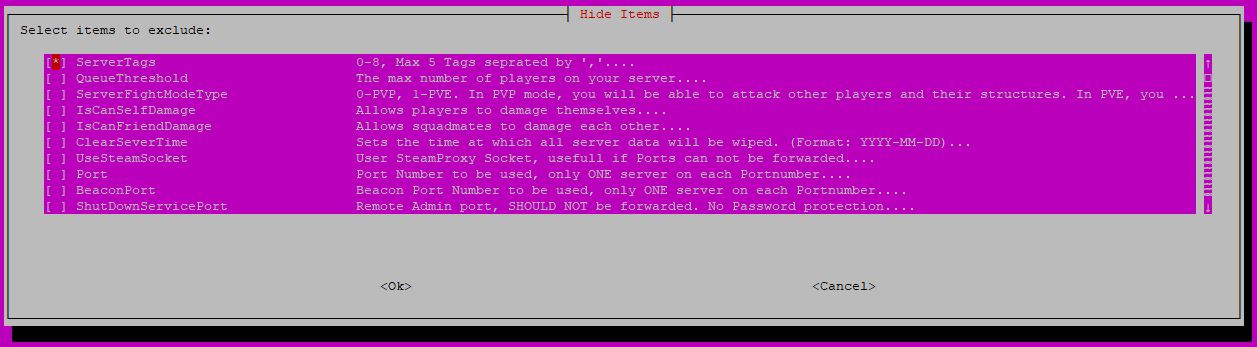 Hide Items
Select items to exclude:
[*] ServerTags 0-8, Max 5 Tags seprated by ','....
[ ] QueueThreshold The max number of players on your server....
[ ] ServerFightModeType 0-PVP, 1-PVE. In PVP mode, you will be able to attack other players and their structures. In PVE, you ...
[ ] IsCanSelfDamage Allows players to damage themselves....
[ ] IsCanFriendDamage Allows squadmates to damage each other....
[ ] ClearSeverTime Sets the time at which all server data will be wiped. (Format: YYYY-MM-DD)...
[ ] UseSteamSocket User SteamProxy Socket, usefull if Ports can not be forwarded....
[ ] Port Port Number to be used, only ONE server on each Portnumber....
[ ] BeaconPort Beacon Port Number to be used, only ONE server on each Portnumber....
[ ] ShutDownServicePort Remote Admin port, SHOULD NOT be forwarded. No Password protection....
<Ok> <Cancel>